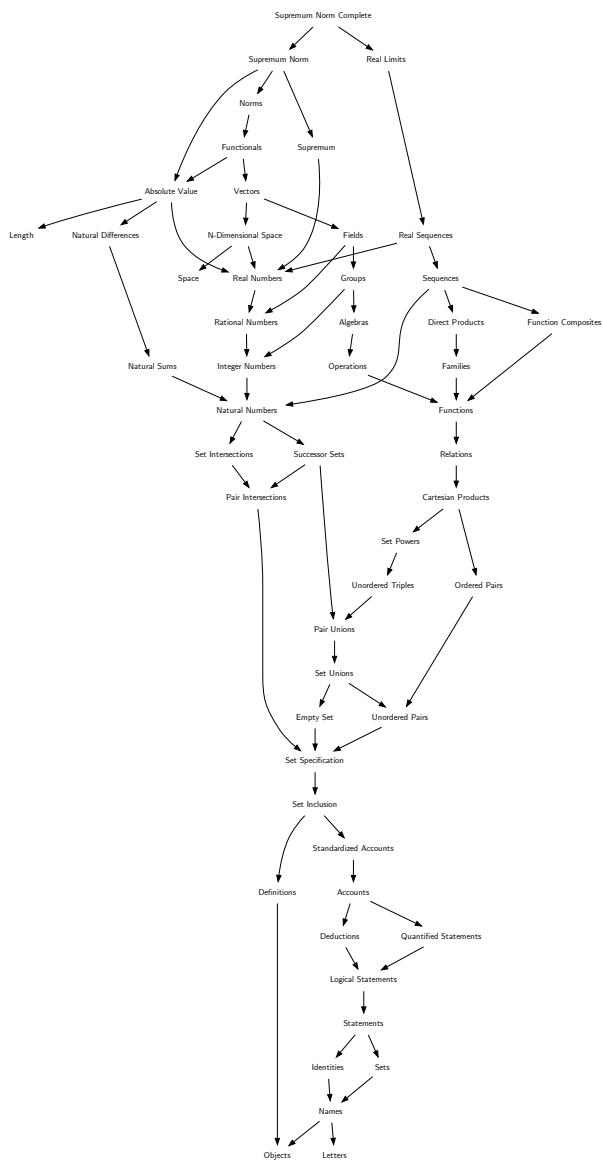 Supremum Norm Complete
Supremum Norm Real Limits
Norms
Functionals Supremum
Absolute Value Vectors
Length Natural Differences N-Dimensional Space Fields Real Sequences
Space Real Numbers Groups Sequences
Rational Numbers Algebras Direct Products Function Composites
Natural Sums Integer Numbers Operations Families
Natural Numbers Functions
Set Intersections Successor Sets Relations
Pair Intersections Cartesian Products
Set Powers
Unordered Triples Ordered Pairs
Pair Unions
Set Unions
Empty Set Unordered Pairs
Set Specification
Set Inclusion
Standardized Accounts
Definitions Accounts
Deductions Quantified Statements
Logical Statements
Statements
Identities Sets
Names
Objects Letters